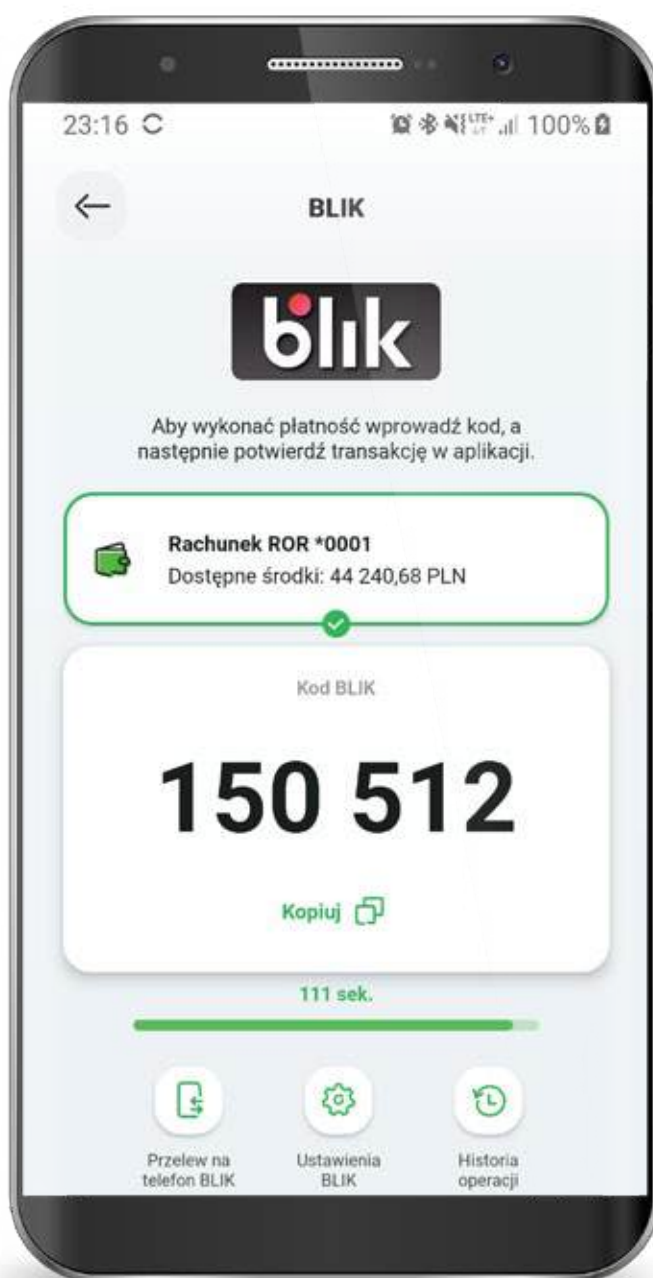 23:16
LTE+
100%
BLIK
blik
Aby wykonać płatność wprowadź kod, a
następnie potwierdź transakcję w aplikacji.
Rachunek ROR *0001
Dostępne środki: 44 240,68 PLN
Kod BLIK
150 512
Kopiuj
111 sek.
Przelew na
telefon BLIK
Ustawienia
BLIK
Historia
operacji